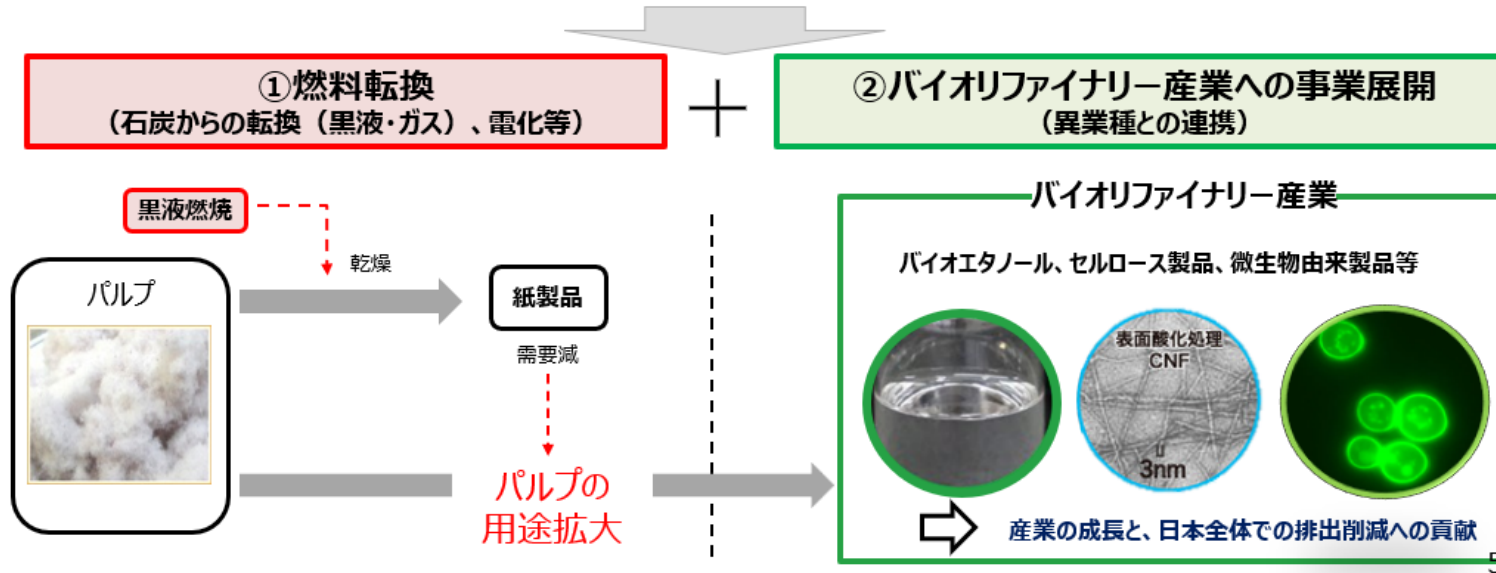 ①燃料転換
（石炭からの転換（黒液・ガス）、電化等）
＋
②バイオリファイナリー産業への事業展開
（異業種との連携）
黒液燃焼
乾燥
パルプ
紙製品
需要減
パルプの
用途拡大
バイオリファイナリー産業
バイオエタノール、セルロース製品、微生物由来製品等
表面酸化処理
CNF
3nm
産業の成長と、日本全体での排出削減への貢献
5